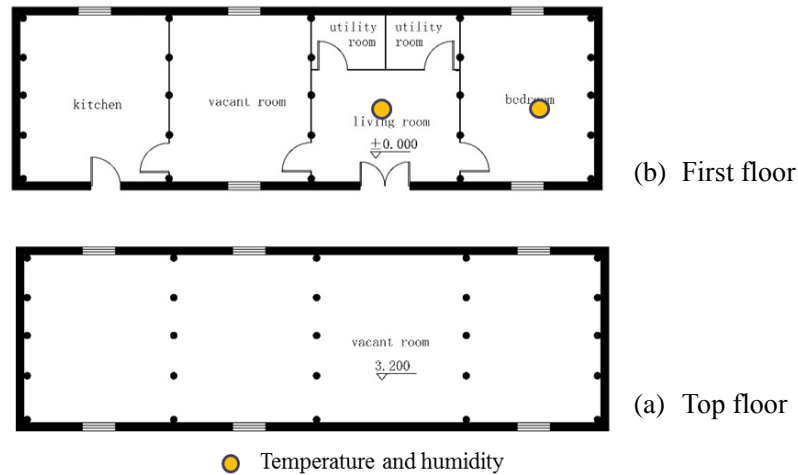 utility
room
utility
room
kitchen
vacant room
bedroom
living room
±0.000
(b) First floor
vacant room
3.200
(a) Top floor
Temperature and humidity